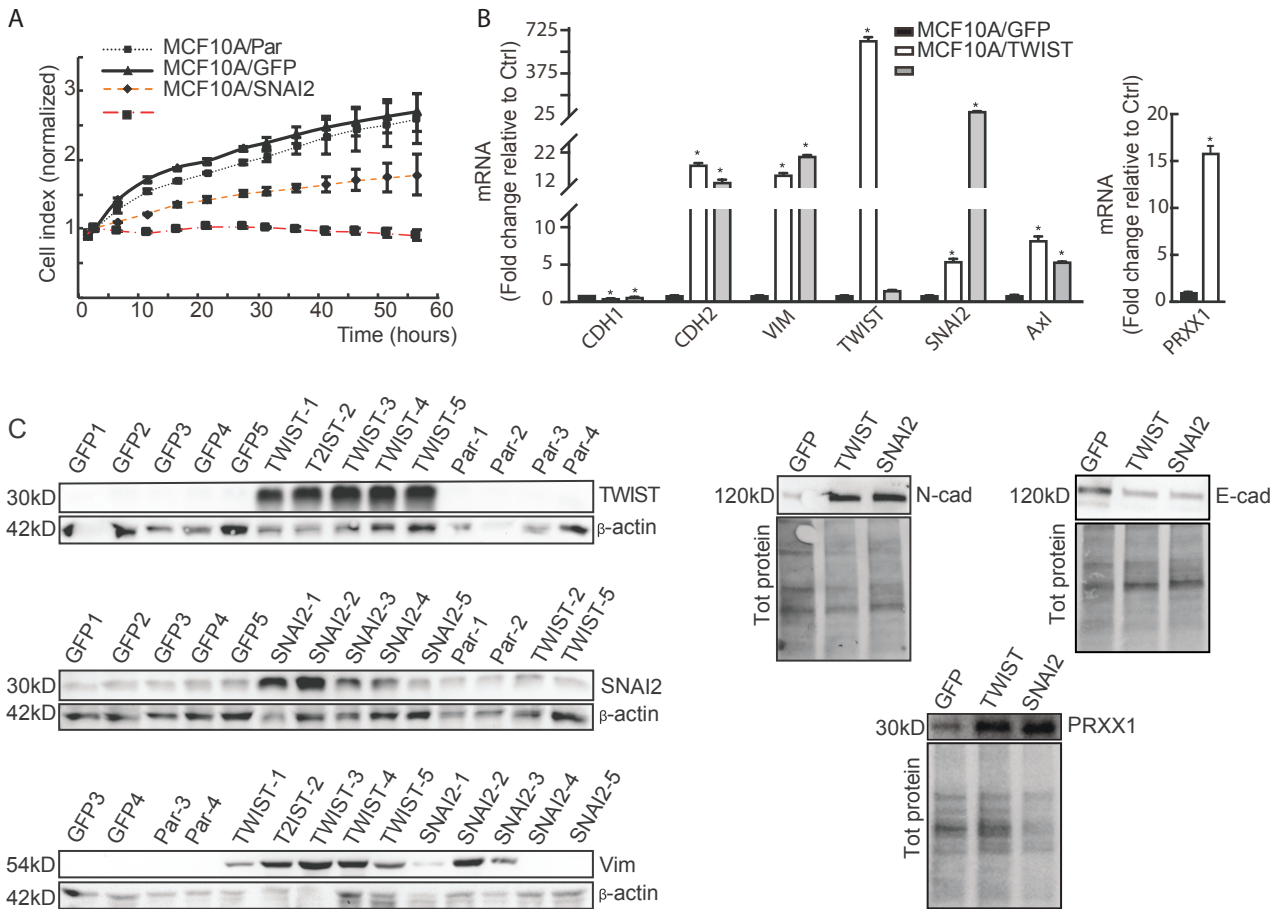 A
MCF10A/Par
MCF10A/GFP
MCF10A/SNAI2
3
2
1
Cell index (normalized)
0 10 20 30 40 50 60
Time (hours)
B
MCF10A/GFP
MCF10A/TWIST
725
375
25
22
12
10
5
0
mRNA
(Fold change relative to Ctrl)
* * * * * * * * * * *
CDH1 CDH2 VIM TWIST SNAI2 Axl
20
15
10
5
0
mRNA
(Fold change relative to Ctrl)
*
PRXX1
C
GFP1 GFP2 GFP3 GFP4 GFP5 TWIST-1 T2IST-2 TWIST-3 TWIST-4 TWIST-5 Par-1 Par-2 Par-3 Par-4
30kD TWIST
42kD β-actin
GFP1 GFP2 GFP3 GFP4 GFP5 SNAI2-1 SNAI2-2 SNAI2-3 SNAI2-4 SNAI2-5 Par-1 Par-2 TWIST-2 TWIST-5
30kD SNAI2
42kD β-actin
GFP3 GFP4 Par-3 Par-4 TWIST-1 T2IST-2 TWIST-3 TWIST-4 TWIST-5 SNAI2-1 SNAI2-2 SNAI2-3 SNAI2-4 SNAI2-5
54kD Vim
42kD β-actin
GFP TWIST SNAI2
120kD N-cad
Tot protein
GFP TWIST SNAI2
120kD E-cad
Tot protein
GFP TWIST SNAI2
30kD PRXX1
Tot protein